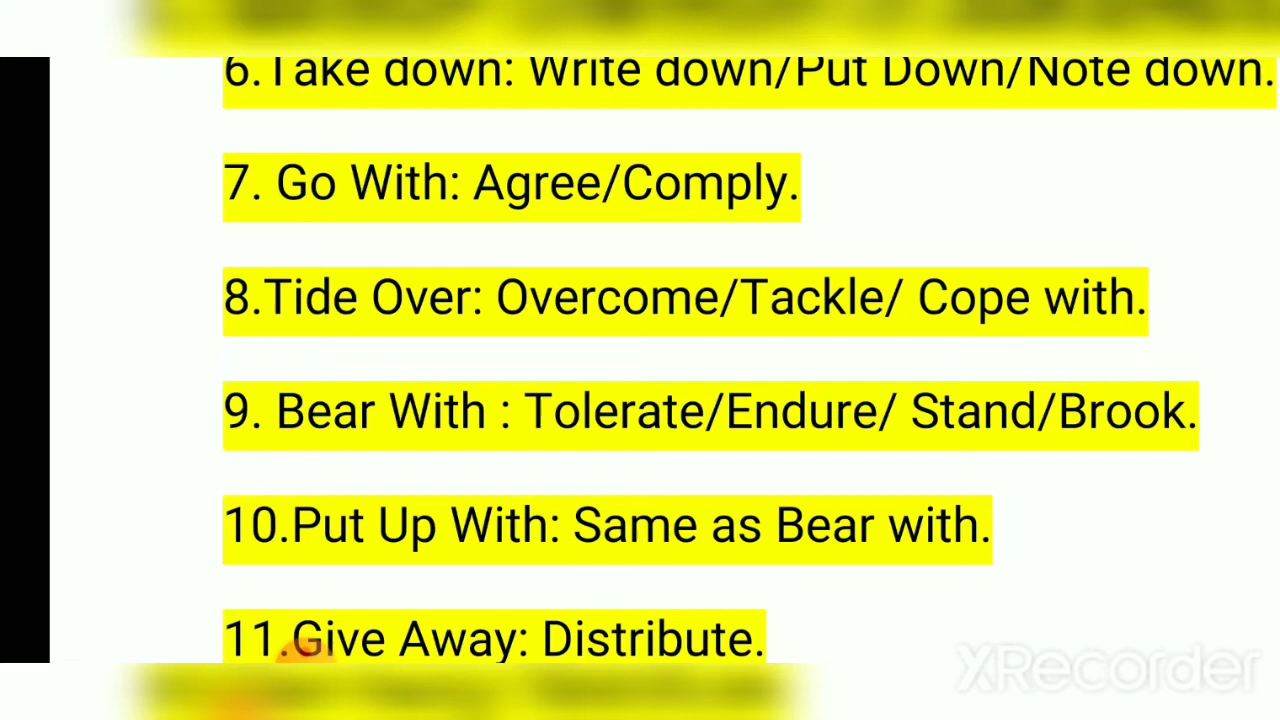 6.Take down: Write down/Put Down/Note down.
7. Go With: Agree/Comply.
8.Tide Over: Overcome/Tackle/ Cope with.
9. Bear With : Tolerate/Endure/ Stand/Brook.
10.Put Up With: Same as Bear with.
11.Give Away: Distribute.
XRecorder